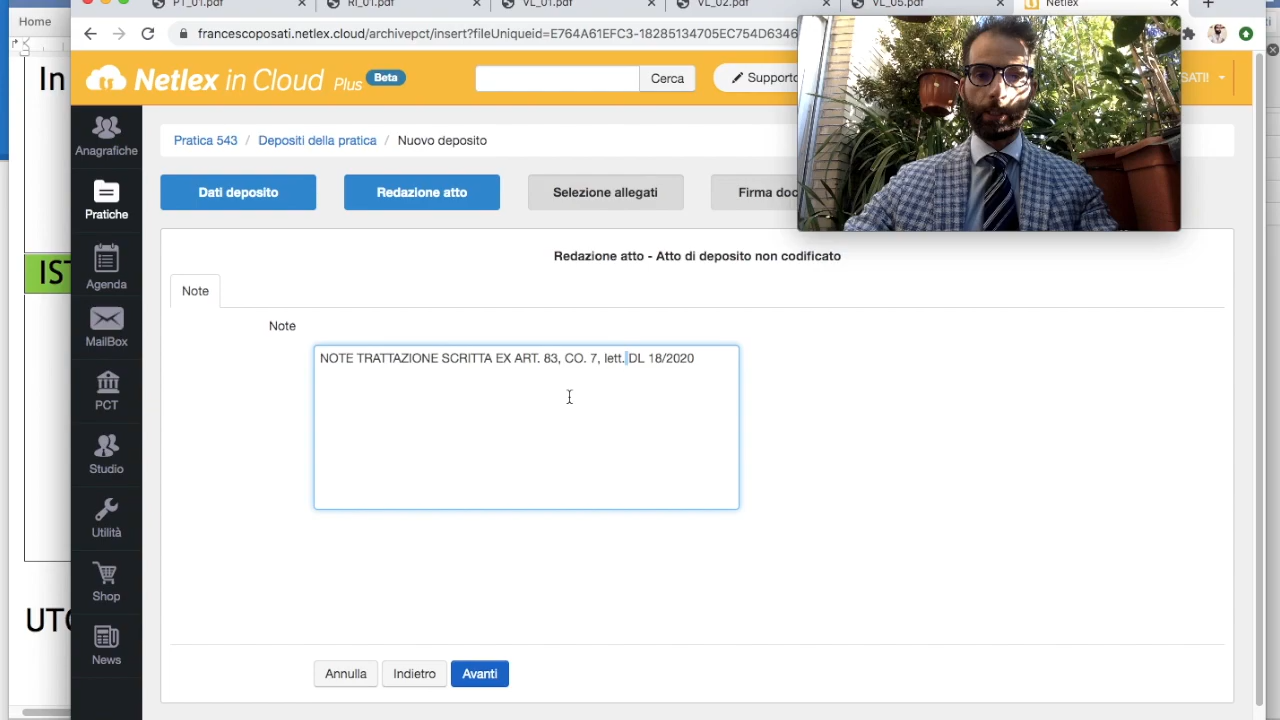 PT_01.pdf
RI_01.pdf
VL_01.pdf
VL_02.pdf
VL_05.pdf
Netlex
Home
francescoposati.netlex.cloud/archivepct/insert?fileUniqueid=E764A61EFC3-18285134705EC754D6346
In
Netlex in Cloud Plus Beta
Cerca
Supporto
SATI!
Anagrafiche
Pratica 543 / Depositi della pratica / Nuovo deposito
Dati deposito
Redazione atto
Selezione allegati
Firma doc
Pratiche
Redazione atto - Atto di deposito non codificato
IST
Agenda
Note
Note
MailBox
NOTE TRATTAZIONE SCRITTA EX ART. 83, CO. 7, lett. DL 18/2020
PCT
Studio
Utilità
Shop
UTO
News
Annulla
Indietro
Avanti